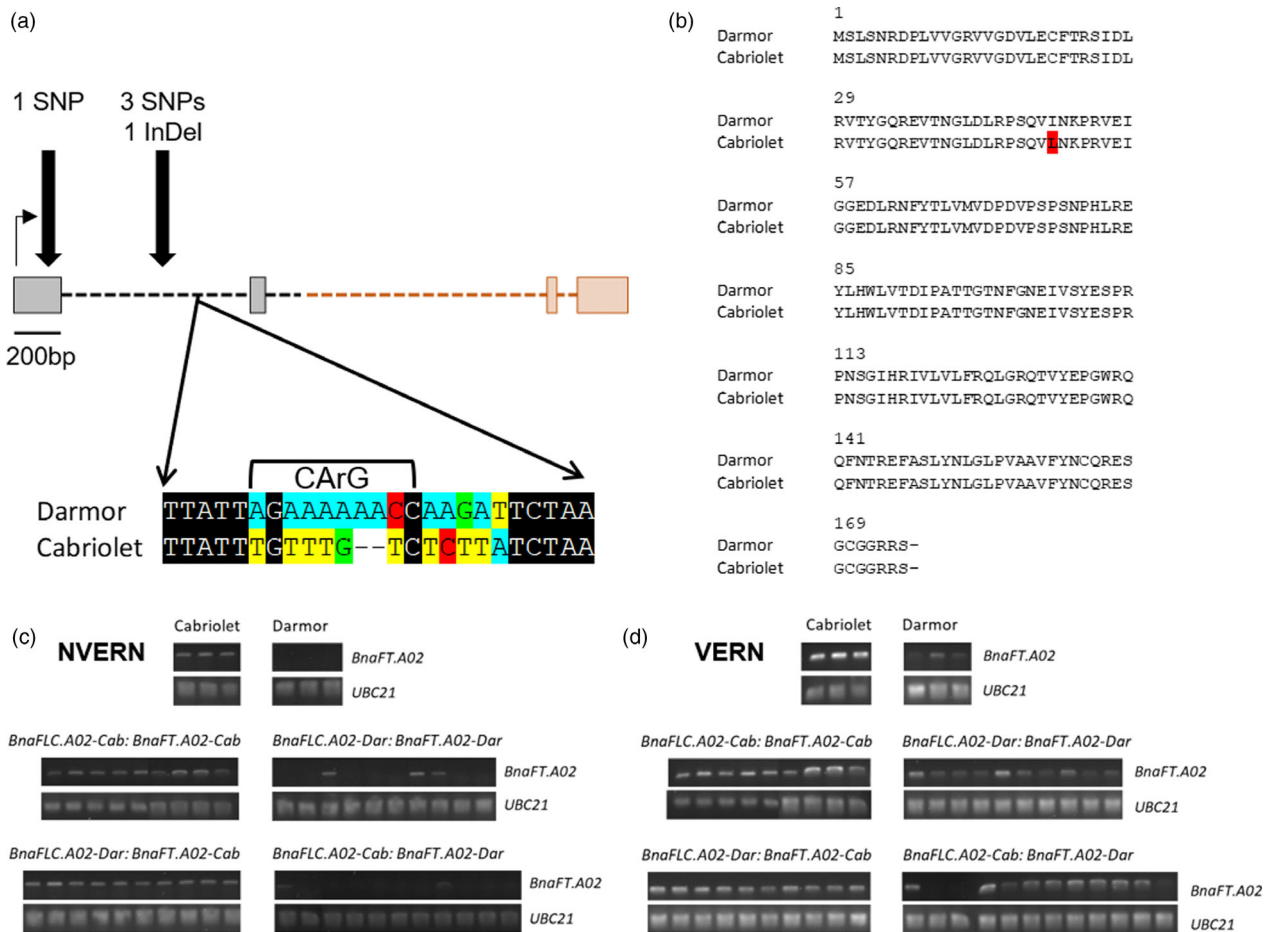 (a)
1 SNP
3 SNPs
1 InDel
200bp
CArG
Darmor TTATTAGAAAAAACCAAGATTCTAA
Cabriolet TTATTTGTTTG--TCTCTTATCTAA
(b)
1
Darmor MSLSNRDPLVVGRVVGDVLECFTRSIDL
Cabriolet MSLSNRDPLVVGRVVGDVLECFTRSIDL
29
Darmor RVTYGQREVTNGLDLRPSQVINKPRVEI
Cabriolet RVTYGQREVTNGLDLRPSQVLNKPRVEI
57
Darmor GGEDLRNFYTLVMVDPDVPSPSNPHLRE
Cabriolet GGEDLRNFYTLVMVDPDVPSPSNPHLRE
85
Darmor YLHWLVTDIPATTGTNFGNEIVSYESPR
Cabriolet YLHWLVTDIPATTGTNFGNEIVSYESPR
113
Darmor PNSGIHRIVLVLFRQLGRQTVYEPGWRQ
Cabriolet PNSGIHRIVLVLFRQLGRQTVYEPGWRQ
141
Darmor QFNTREFASLYNLGLPVAAVFYNCQRES
Cabriolet QFNTREFASLYNLGLPVAAVFYNCQRES
169
Darmor GCGGRRS-
Cabriolet GCGGRRS-
(c)
NVERN
Cabriolet Darmor
BnaFT.A02
UBC21
BnaFLC.A02-Cab: BnaFT.A02-Cab BnaFLC.A02-Dar: BnaFT.A02-Dar
BnaFT.A02
UBC21
BnaFLC.A02-Dar: BnaFT.A02-Cab BnaFLC.A02-Cab: BnaFT.A02-Dar
BnaFT.A02
UBC21
(d)
VERN
Cabriolet Darmor
BnaFT.A02
UBC21
BnaFLC.A02-Cab: BnaFT.A02-Cab BnaFLC.A02-Dar: BnaFT.A02-Dar
BnaFT.A02
UBC21
BnaFLC.A02-Dar: BnaFT.A02-Cab BnaFLC.A02-Cab: BnaFT.A02-Dar
BnaFT.A02
UBC21